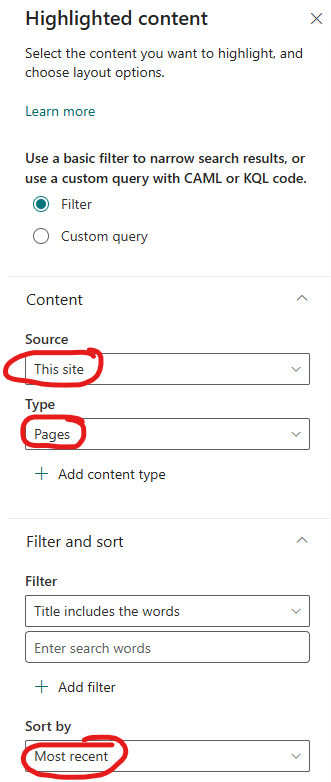 Highlighted content
Select the content you want to highlight, and
choose layout options.
Learn more
Use a basic filter to narrow search results, or
use a custom query with CAML or KQL code.
Filter
Custom query
Content
Source
This site
Type
Pages
Add content type
Filter and sort
Filter
Title includes the words
Enter search words
Add filter
Sort by
Most recent